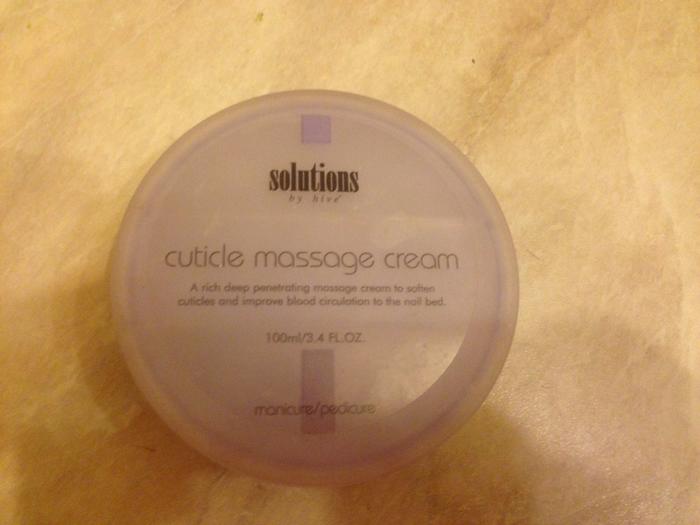 solutions
by hive
cuticle massage cream
A rich deep penetrating massage cream to soften
cuticles and improve blood circulation to the nail bed.
100ml/3.4 FL.OZ.
manicure/pedicure